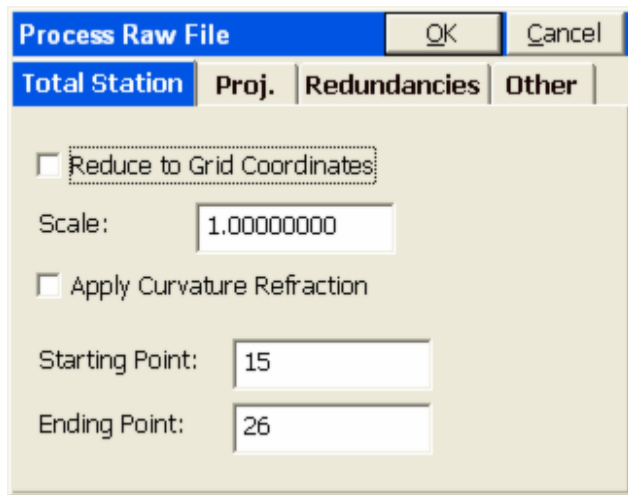 Process Raw File OK Cancel
Total Station Proj. Redundancies Other
Reduce to Grid Coordinates
Scale: 1.00000000
Apply Curvature Refraction
Starting Point: 15
Ending Point: 26